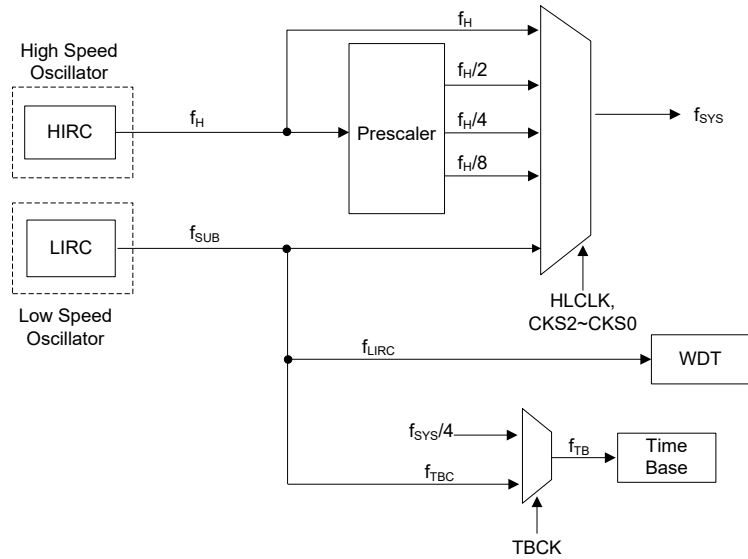 High Speed
Oscillator
HIRC
f_H
Prescaler
f_H
f_H/2
f_H/4
f_H/8
f_SYS
LIRC
f_SUB
Low Speed
Oscillator
HLCLK,
CKS2~CKS0
f_LIRC
WDT
f_SYS/4
f_TBC
f_TB
Time
Base
TBCK